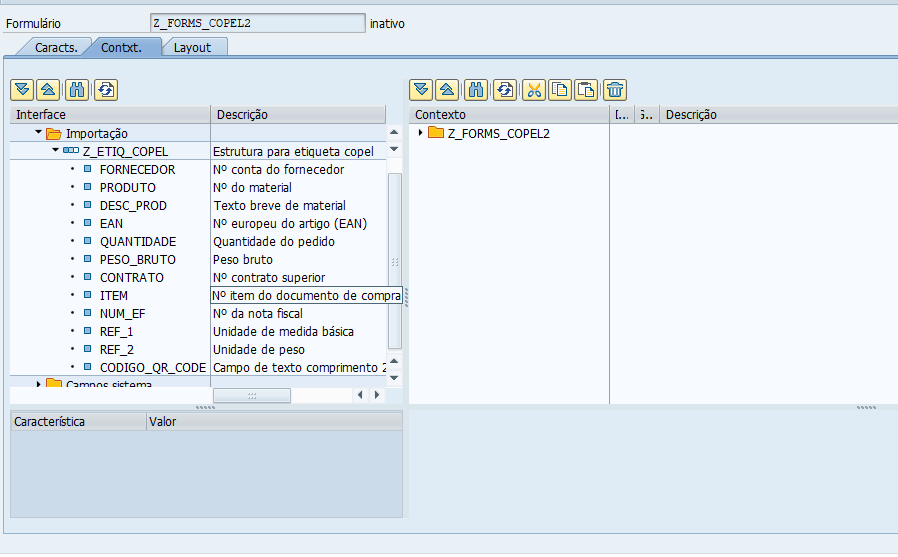 Formulário Z_FORMS_COPEL2 inativo
Caracts. Contxt. Layout
Interface Descrição
Importação
Z_ETIQ_COPEL Estrutura para etiqueta copel
FORNECEDOR Nº conta do fornecedor
PRODUTO Nº do material
DESC_PROD Texto breve de material
EAN Nº europeu do artigo (EAN)
QUANTIDADE Quantidade do pedido
PESO_BRUTO Peso bruto
CONTRATO Nº contrato superior
ITEM Nº item do documento de compra
NUM_EF Nº da nota fiscal
REF_1 Unidade de medida básica
REF_2 Unidade de peso
CODIGO_QR_CODE Campo de texto comprimento 2
Campos sistema
Contexto I... S.. Descrição
Z_FORMS_COPEL2
Característica Valor